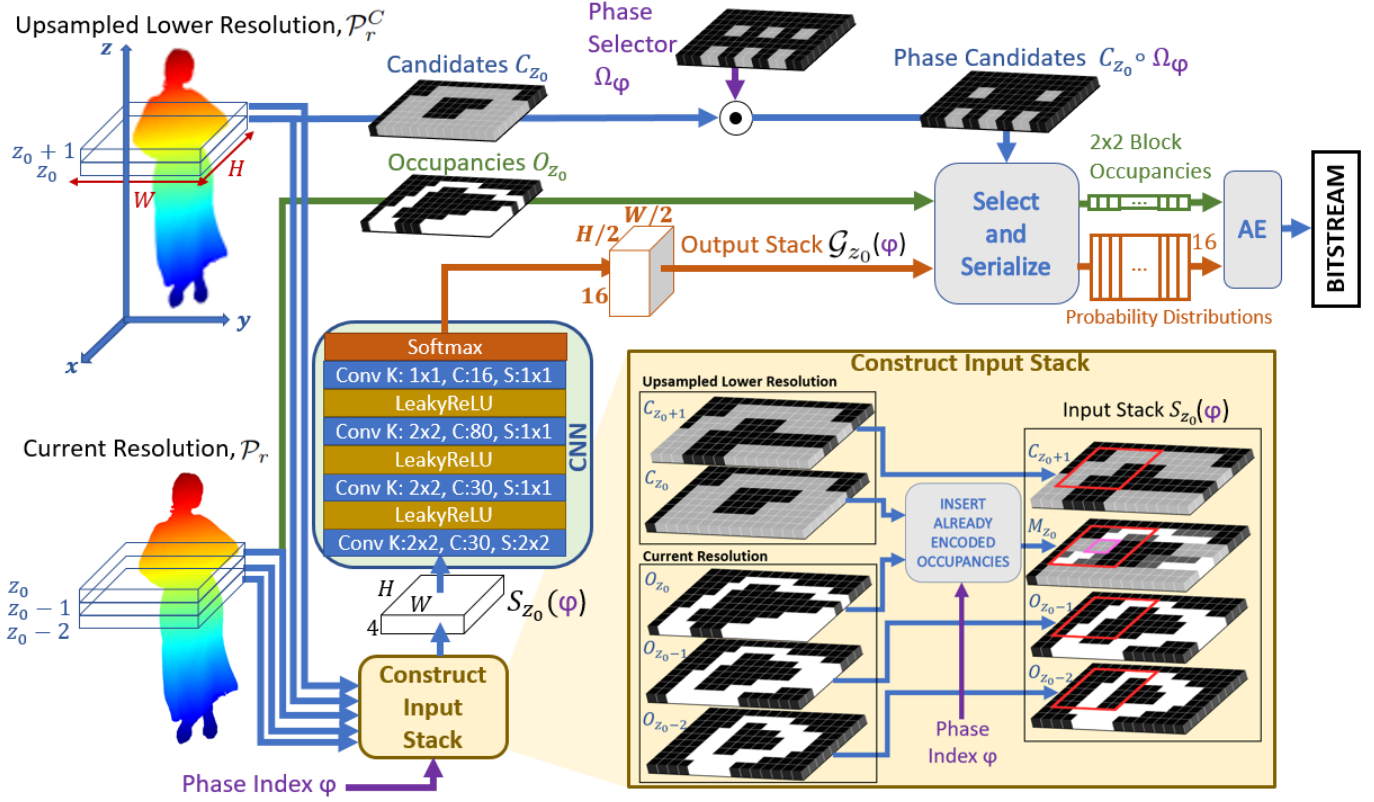 Upsampled Lower Resolution, 𝒫_r^C
z
z₀ + 1
z₀
H
W
y
x
Candidates C_{z₀}
Phase
Selector
Ω_φ
Phase Candidates C_{z₀} ∘ Ω_φ
Occupancies O_{z₀}
2x2 Block
Occupancies
...
Select
and
Serialize
AE
BITSTREAM
H/2
W/2
16
Output Stack 𝒢_{z₀}(φ)
...
16
Probability Distributions
Softmax
Conv K: 1x1, C:16, S:1x1
LeakyReLU
Conv K: 2x2, C:80, S:1x1
LeakyReLU
Conv K: 2x2, C:30, S:1x1
LeakyReLU
Conv K:2x2, C:30, S:2x2
CNN
Current Resolution, 𝒫_r
z₀
z₀ − 1
z₀ − 2
H
W
4
S_{z₀}(φ)
Construct
Input
Stack
Phase Index φ
Construct Input Stack
Upsampled Lower Resolution
C_{z₀+1}
C_{z₀}
Current Resolution
O_{z₀}
O_{z₀−1}
O_{z₀−2}
INSERT
ALREADY
ENCODED
OCCUPANCIES
Phase
Index φ
Input Stack S_{z₀}(φ)
C_{z₀+1}
M_{z₀}
O_{z₀−1}
O_{z₀−2}